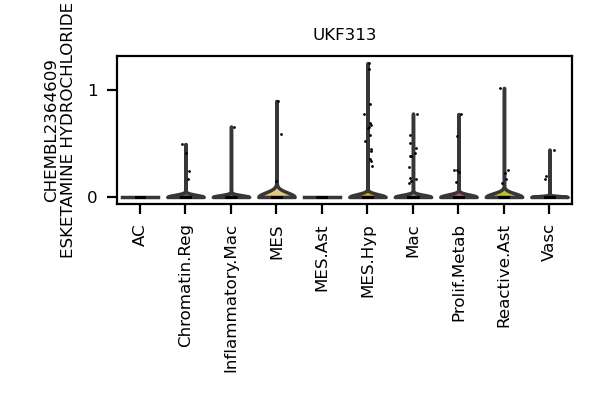 UKF313
CHEMBL2364609
ESKETAMINE HYDROCHLORIDE
1
0
AC
Chromatin.Reg
Inflammatory.Mac
MES
MES.Ast
MES.Hyp
Mac
Prolif.Metab
Reactive.Ast
Vasc